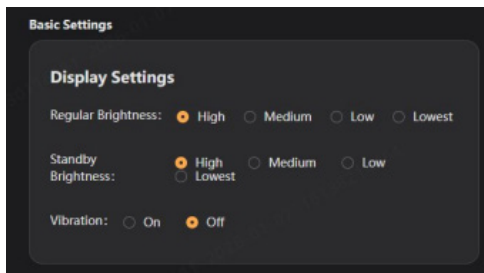 Basic Settings
Display Settings
Regular Brightness: High Medium Low Lowest
Standby Brightness: High Medium Low
Lowest
Vibration: On Off